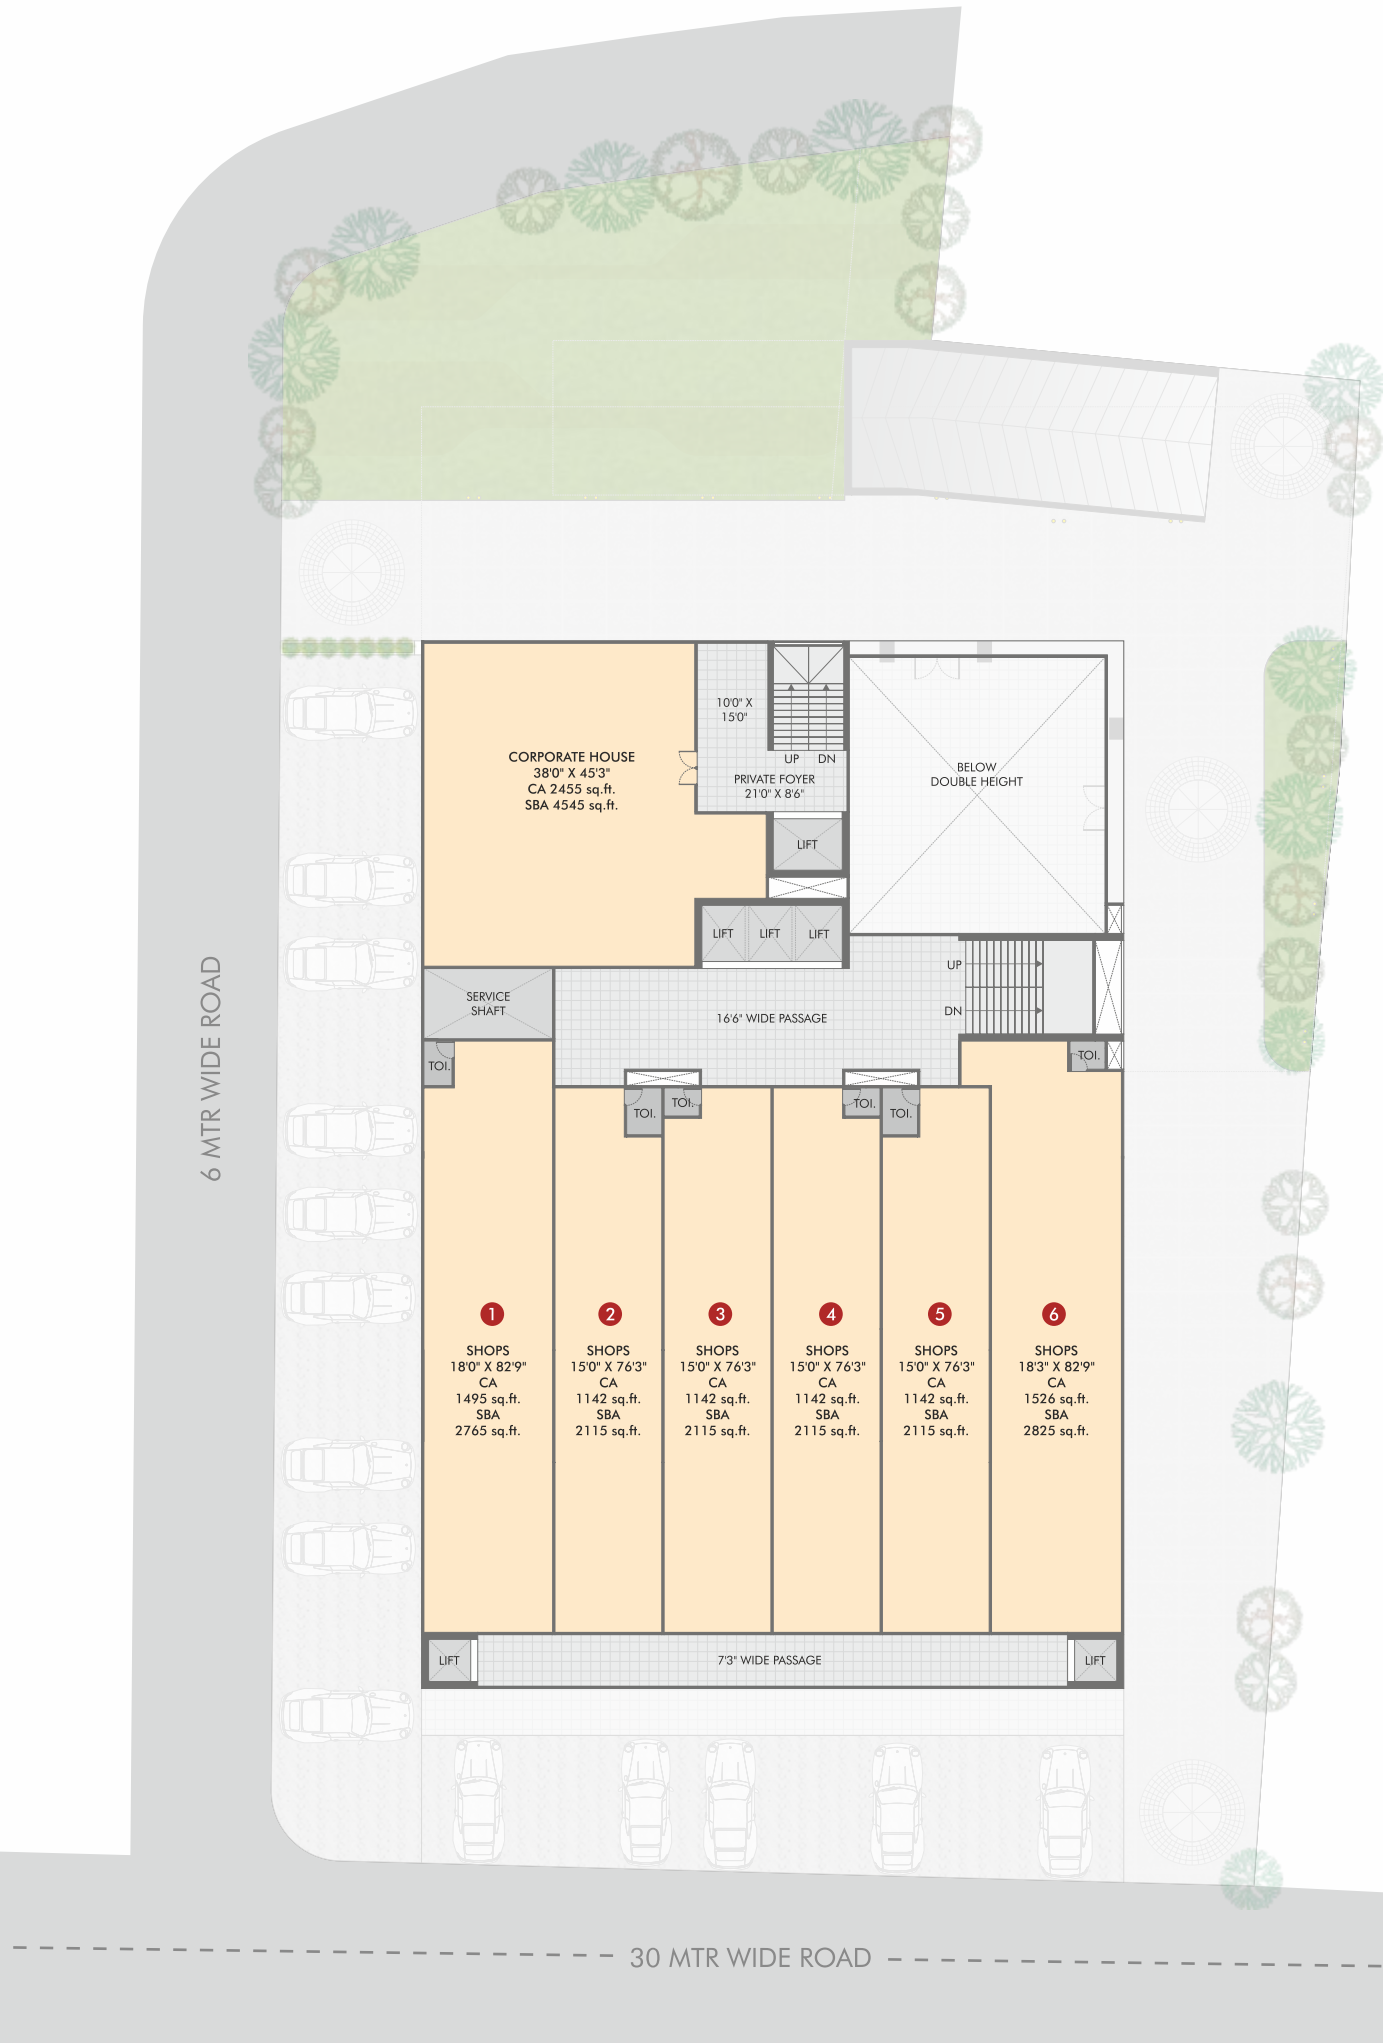 10'0" X
15'0"
UP DN
CORPORATE HOUSE
38'0" X 45'3"
CA 2455 sq.ft.
SBA 4545 sq.ft.
PRIVATE FOYER
21'0" X 8'6"
BELOW
DOUBLE HEIGHT
LIFT
LIFT LIFT LIFT
UP
SERVICE
SHAFT
DN
16'6" WIDE PASSAGE
TOI.
TOI.
TOI.
TOI.
TOI.
TOI.
6 MTR WIDE ROAD
1
SHOPS
18'0" X 82'9"
CA
1495 sq.ft.
SBA
2765 sq.ft.
2
SHOPS
15'0" X 76'3"
CA
1142 sq.ft.
SBA
2115 sq.ft.
3
SHOPS
15'0" X 76'3"
CA
1142 sq.ft.
SBA
2115 sq.ft.
4
SHOPS
15'0" X 76'3"
CA
1142 sq.ft.
SBA
2115 sq.ft.
5
SHOPS
15'0" X 76'3"
CA
1142 sq.ft.
SBA
2115 sq.ft.
6
SHOPS
18'3" X 82'9"
CA
1526 sq.ft.
SBA
2825 sq.ft.
LIFT
7'3" WIDE PASSAGE
LIFT
30 MTR WIDE ROAD